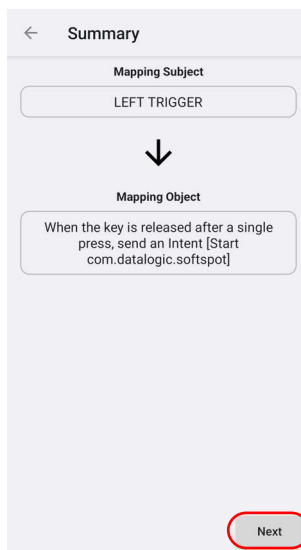 Summary
Mapping Subject
LEFT TRIGGER
Mapping Object
When the key is released after a single
press, send an Intent [Start
com.datalogic.softspot]
Next